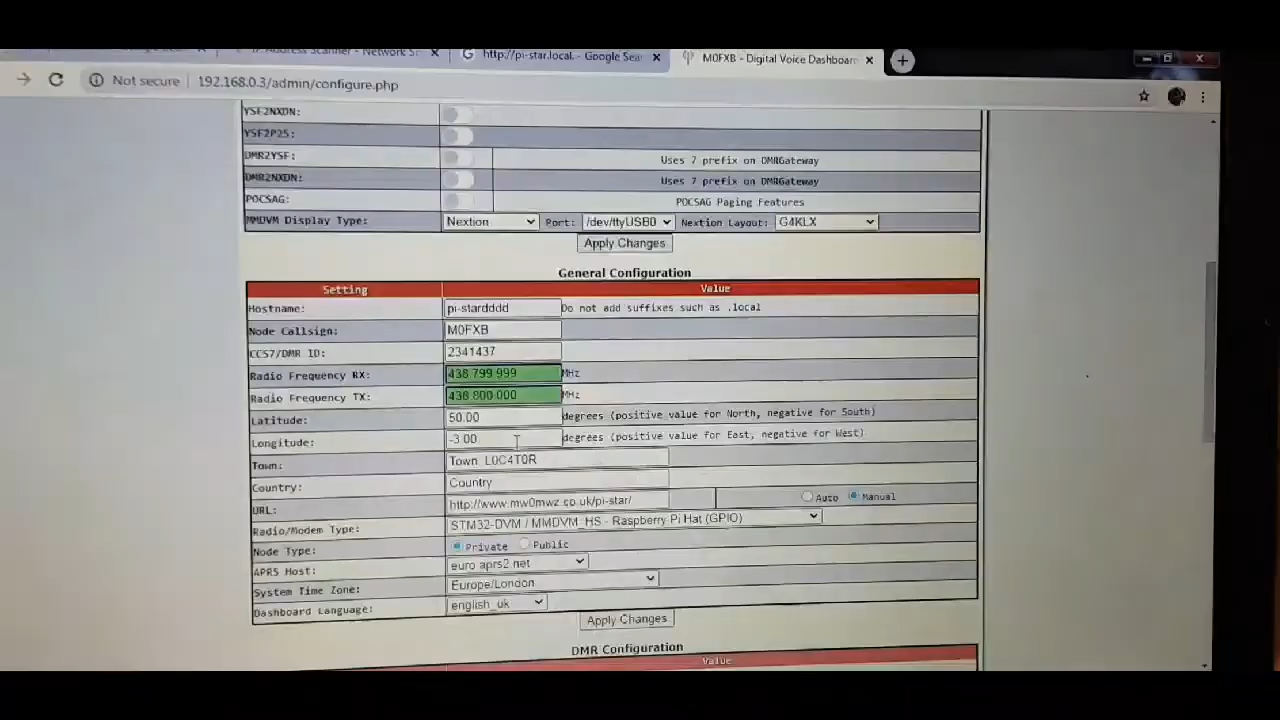 http://pi-star.local. - Google Sea
M0FXB - Digital Voice Dashboard
Not secure 192.168.0.3/admin/configure.php
YSF2NXDN:
YSF2P25:
DMR2YSF: Uses 7 prefix on DMRGateway
DMR2NXDN: Uses 7 prefix on DMRGateway
POCSAG: POCSAG Paging Features
MMDVM Display Type: Nextion Port: /dev/ttyUSB0 Nextion Layout: G4KLX
Apply Changes
General Configuration
Setting Value
Hostname: pi-stardddd Do not add suffixes such as .local
Node Callsign: M0FXB
CCS7/DMR ID: 2341437
Radio Frequency RX: 438.799.999 MHz
Radio Frequency TX: 438.800.000 MHz
Latitude: 50.00 degrees (positive value for North, negative for South)
Longitude: -3.00 degrees (positive value for East, negative for West)
Town: Town L0C4T0R
Country: Country
URL: http://www.mw0mwz.co.uk/pi-star/ Auto Manual
Radio/Modem Type: STM32-DVM / MMDVM_HS - Raspberry Pi Hat (GPIO)
Node Type: Private Public
APRS Host: euro.aprs2.net
System Time Zone: Europe/London
Dashboard Language: english_uk
Apply Changes
DMR Configuration
Value